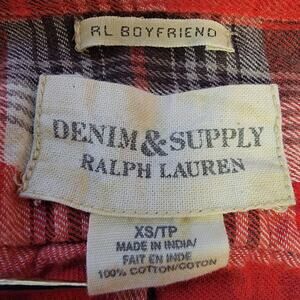 RL BOYFRIEND
DENIM & SUPPLY
RALPH LAUREN
XS/TP
MADE IN INDIA/
FAIT EN INDE
100% COTTON/COTON